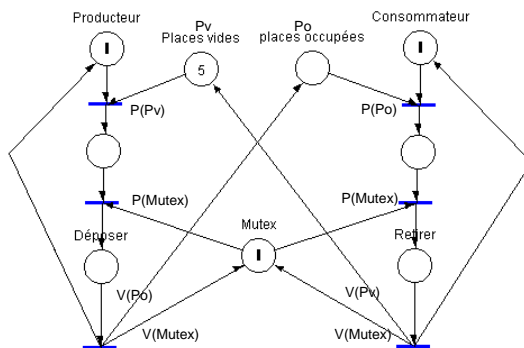 Producteur
Pv
Places vides
Po
places occupées
Consommateur
I
5
I
P(Pv)
P(Po)
P(Mutex)
P(Mutex)
Déposer
Mutex
Retirer
I
V(Po)
V(Pv)
V(Mutex)
V(Mutex)